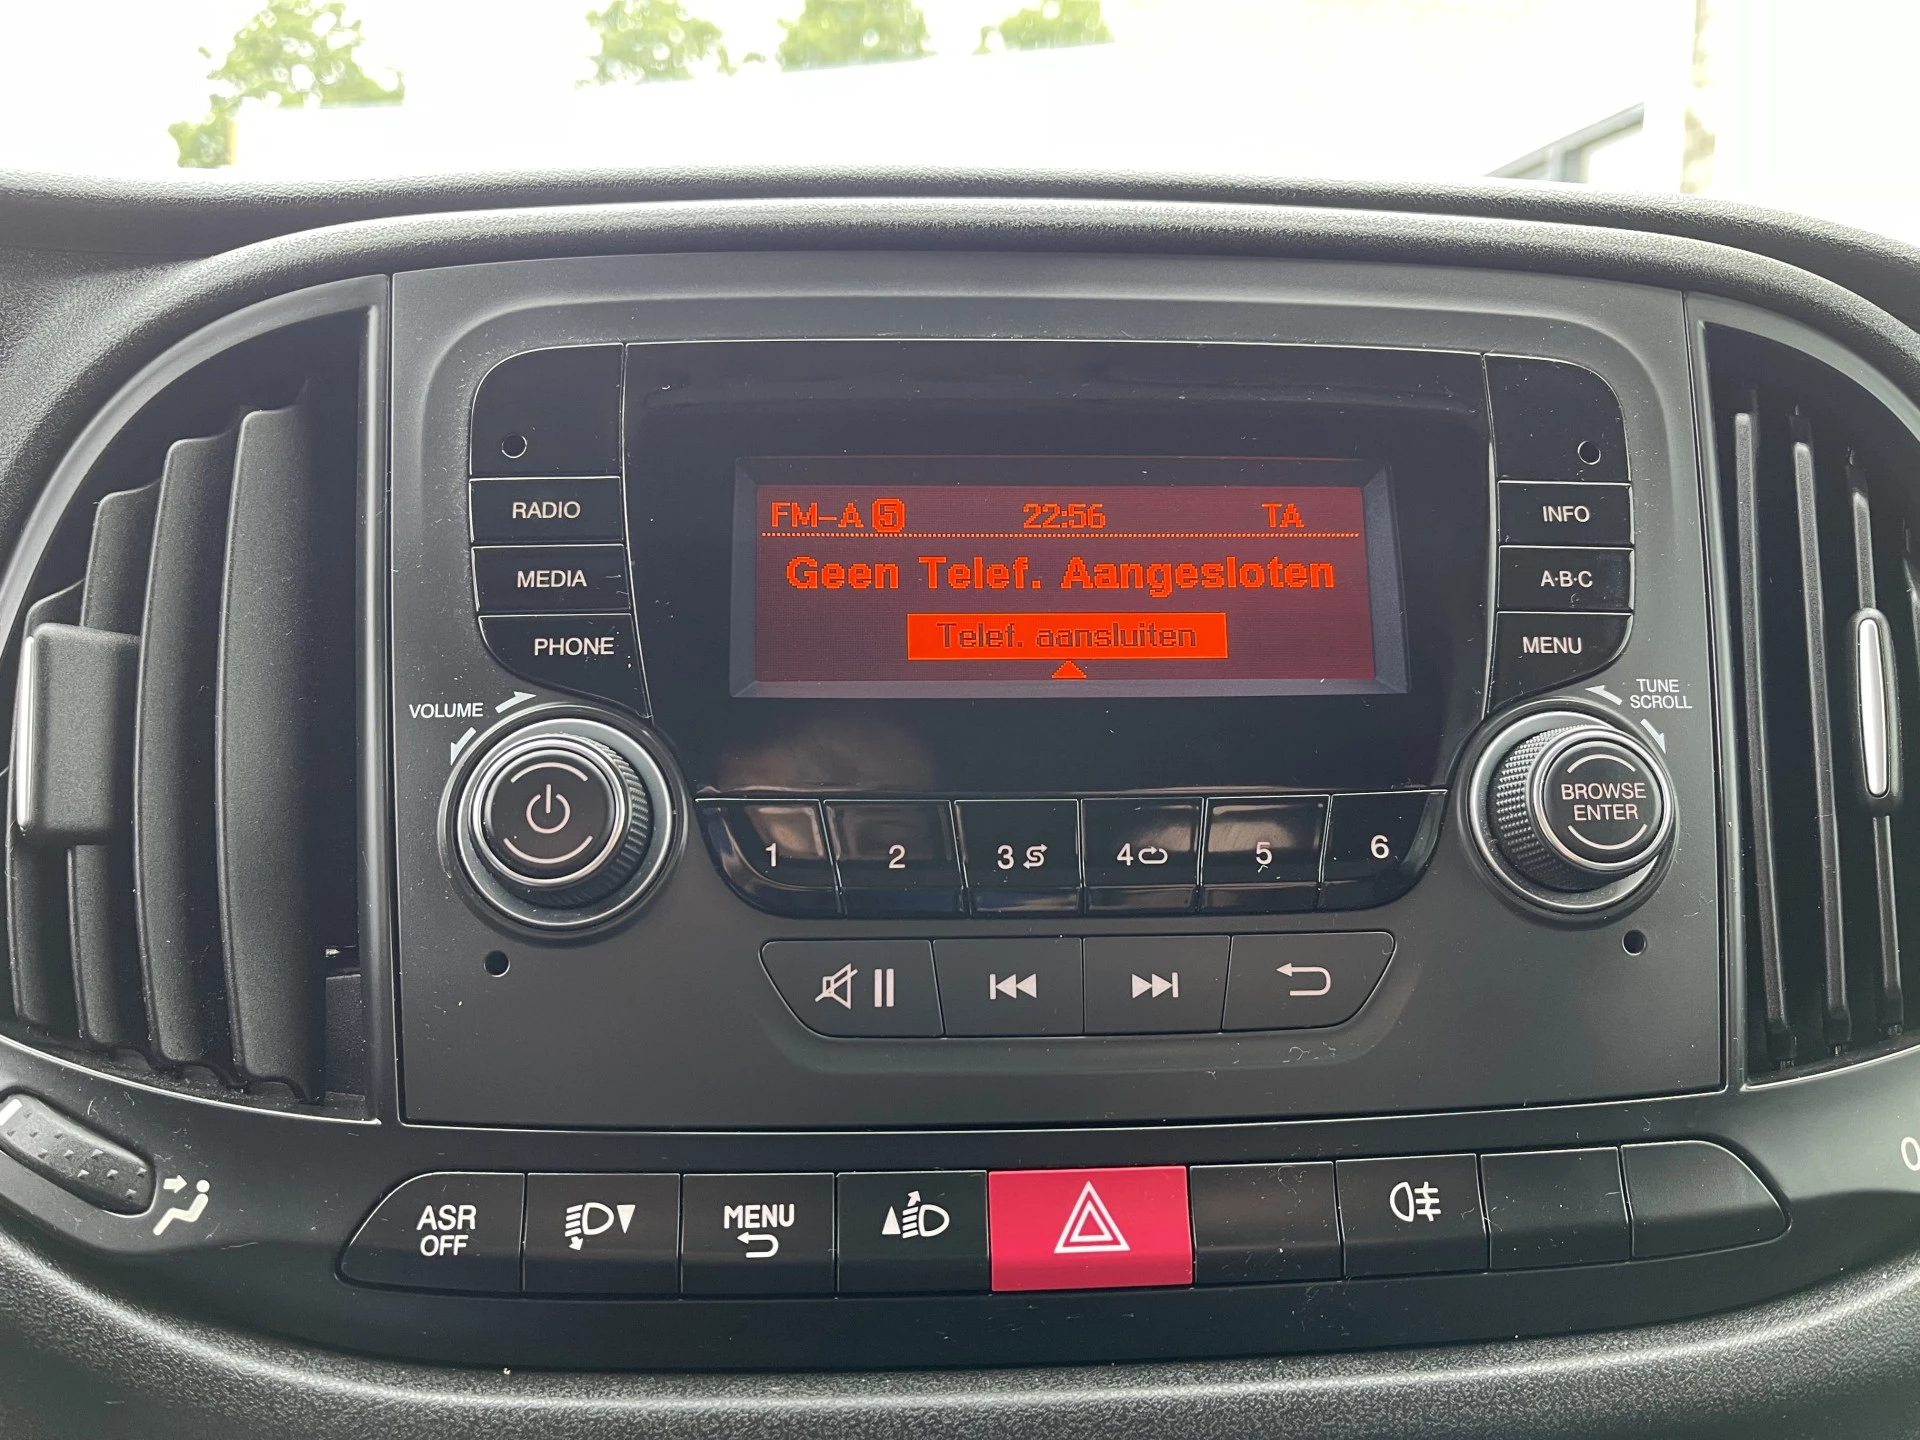 FM-A 5 22:56 TA
Geen Telef. Aangesloten
Telef. aansluiten
RADIO
MEDIA
PHONE
VOLUME
INFO
A·B·C
MENU
TUNE
SCROLL
BROWSE
ENTER
1 2 3 4 5 6
ASR
OFF
MENU
0